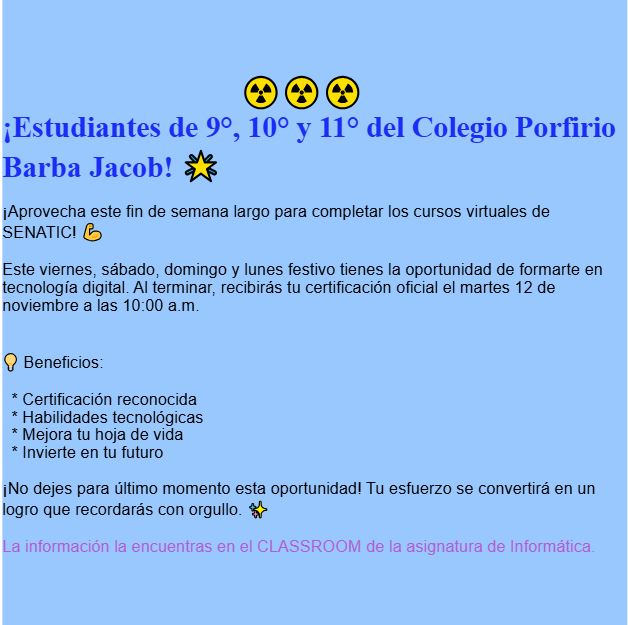 ☢️☢️☢️
¡Estudiantes de 9°, 10° y 11° del Colegio Porfirio
Barba Jacob! 🌟
¡Aprovecha este fin de semana largo para completar los cursos virtuales de
SENATIC! 💪
Este viernes, sábado, domingo y lunes festivo tienes la oportunidad de formarte en
tecnología digital. Al terminar, recibirás tu certificación oficial el martes 12 de
noviembre a las 10:00 a.m.
💡 Beneficios:
* Certificación reconocida
* Habilidades tecnológicas
* Mejora tu hoja de vida
* Invierte en tu futuro
¡No dejes para último momento esta oportunidad! Tu esfuerzo se convertirá en un
logro que recordarás con orgullo. ✨
La información la encuentras en el CLASSROOM de la asignatura de Informática.